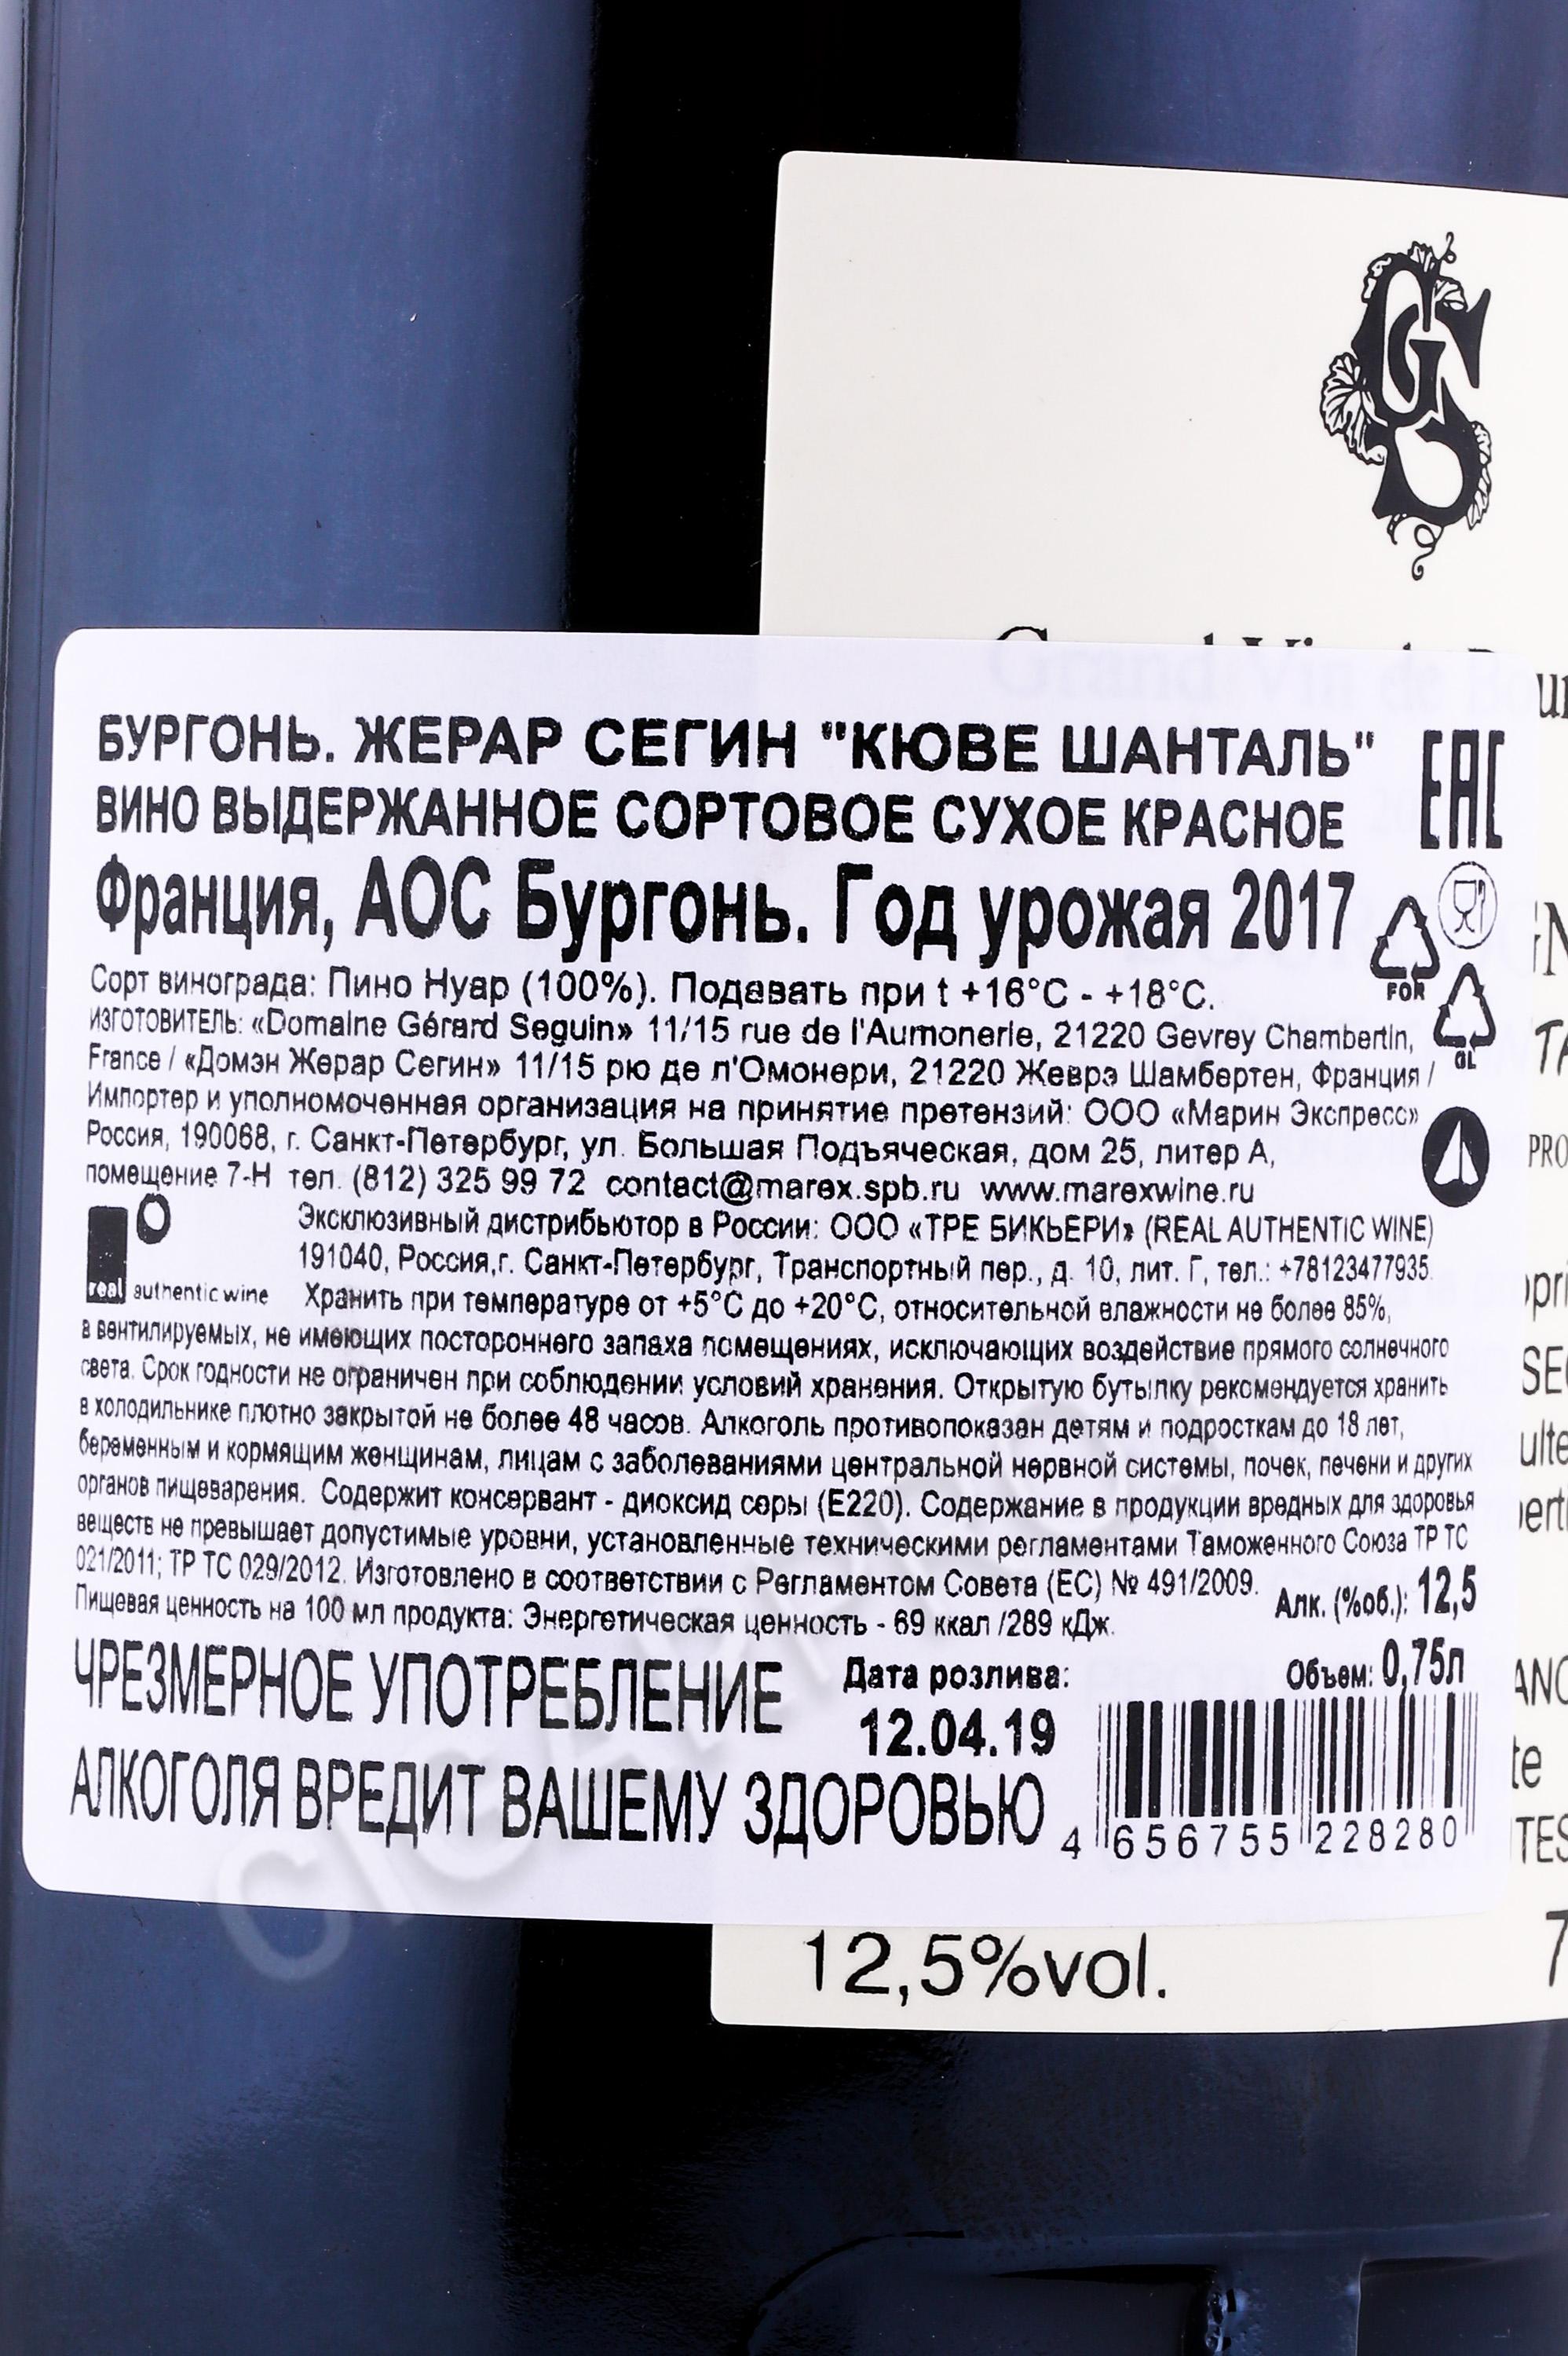 GS
БУРГОНЬ. ЖЕРАР СЕГИН "КЮВЕ ШАНТАЛЬ"
EAC
ВИНО ВЫДЕРЖАННОЕ СОРТОВОЕ СУХОЕ КРАСНОЕ
Франция, АОС Бургонь. Год урожая 2017
Сорт винограда: Пино Нуар (100%). Подавать при t +16°C - +18°C.
FOR
ИЗГОТОВИТЕЛЬ: «Domaine Gérard Seguin» 11/15 rue de l'Aumonerie, 21220 Gevrey Chambertin,
France / «Домэн Жерар Сегин» 11/15 рю де л'Омонери, 21220 Жеврэ Шамбертен, Франция /
GL
Импортер и уполномоченная организация на принятие претензий: ООО «Марин Экспресс»
Россия, 190068, г. Санкт-Петербург, ул. Большая Подъяческая, дом 25, литер А,
помещение 7-Н тел. (812) 325 99 72 contact@marex.spb.ru www.marexwine.ru
Эксклюзивный дистрибьютор в России: ООО «ТРЕ БИКЬЕРИ» (REAL AUTHENTIC WINE)
191040, Россия,г. Санкт-Петербург, Транспортный пер., д. 10, лит. Г, тел.: +78123477935
real authentic wine
Хранить при температуре от +5°C до +20°C, относительной влажности не более 85%,
в вентилируемых, не имеющих постороннего запаха помещениях, исключающих воздействие прямого солнечного
света. Срок годности не ограничен при соблюдении условий хранения. Открытую бутылку рекомендуется хранить
в холодильнике плотно закрытой не более 48 часов. Алкоголь противопоказан детям и подросткам до 18 лет,
беременным и кормящим женщинам, лицам с заболеваниями центральной нервной системы, почек, печени и других
органов пищеварения. Содержит консервант - диоксид серы (Е220). Содержание в продукции вредных для здоровья
веществ не превышает допустимые уровни, установленные техническими регламентами Таможенного Союза ТР ТС
021/2011; ТР ТС 029/2012. Изготовлено в соответствии с Регламентом Совета (ЕС) № 491/2009.
Алк. (%об.): 12,5
Пищевая ценность на 100 мл продукта: Энергетическая ценность - 69 ккал /289 кДж.
ЧРЕЗМЕРНОЕ УПОТРЕБЛЕНИЕ
АЛКОГОЛЯ ВРЕДИТ ВАШЕМУ ЗДОРОВЬЮ
Дата розлива:
12.04.19
Объем: 0,75л
4 656755 228280
12,5%vol.